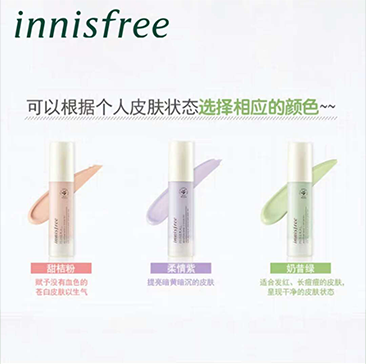 innisfree
可以根据个人皮肤状态选择相应的颜色~~
innisfree
innisfree
innisfree
甜桔粉
柔情紫
奶昔绿
赋予没有血色的
苍白皮肤以生气
提亮暗黄暗沉的皮肤
适合发红、长痘痘的皮肤,
呈现干净的皮肤状态